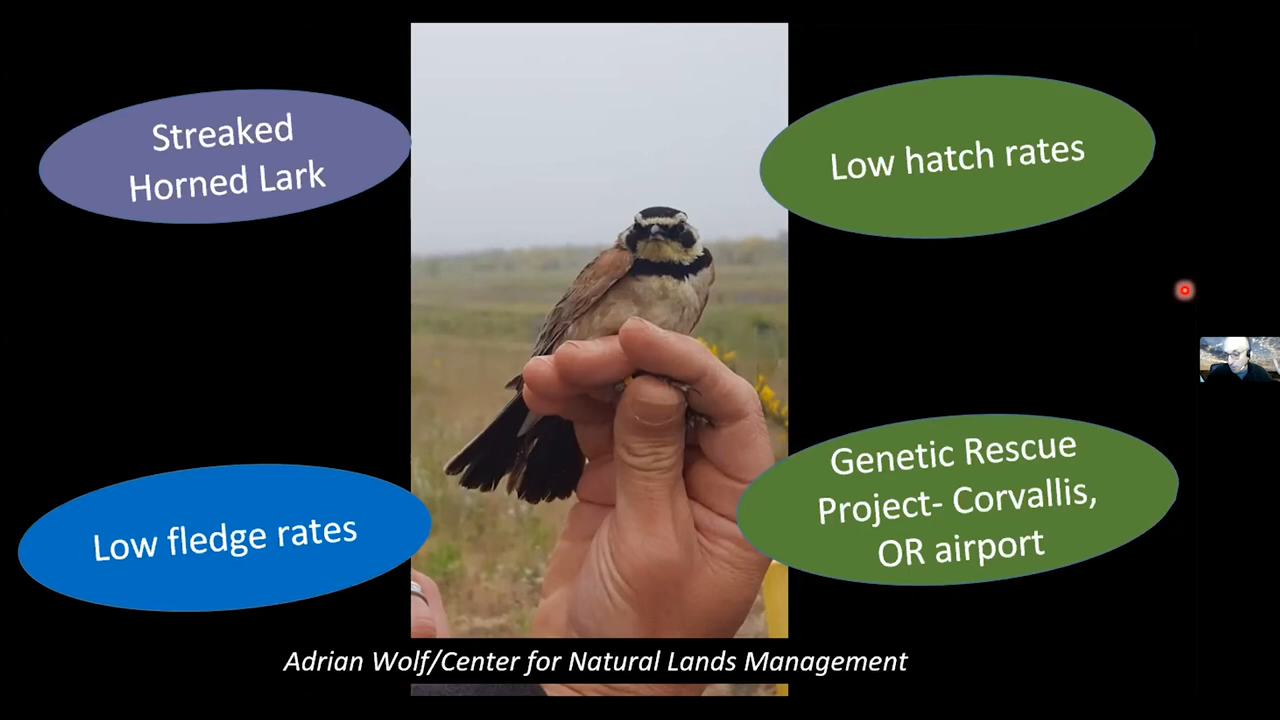 Streaked
Horned Lark
Low hatch rates
Low fledge rates
Genetic Rescue
Project- Corvallis,
OR airport
Adrian Wolf/Center for Natural Lands Management